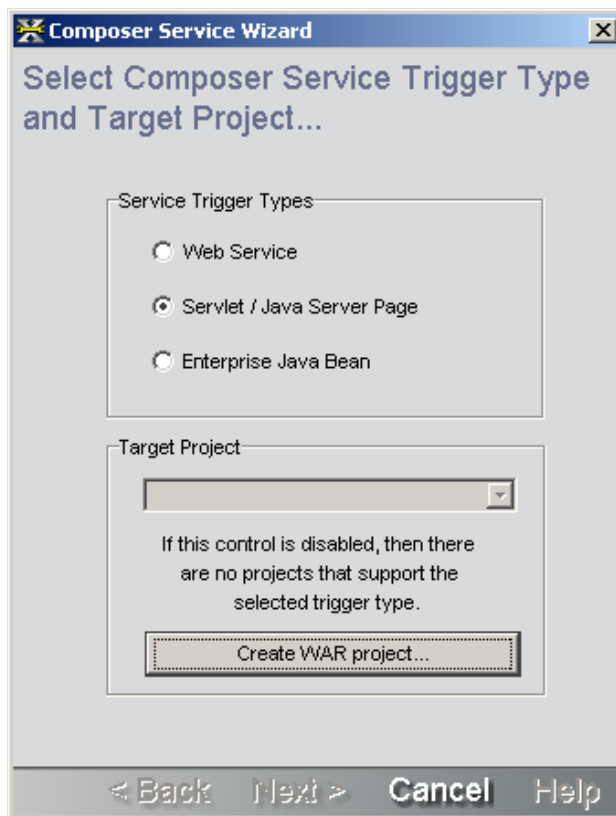 Composer Service Wizard
Select Composer Service Trigger Type
and Target Project...
Service Trigger Types
Web Service
Servlet / Java Server Page
Enterprise Java Bean
Target Project
If this control is disabled, then there
are no projects that support the
selected trigger type.
Create WAR project...
< Back Next > Cancel Help